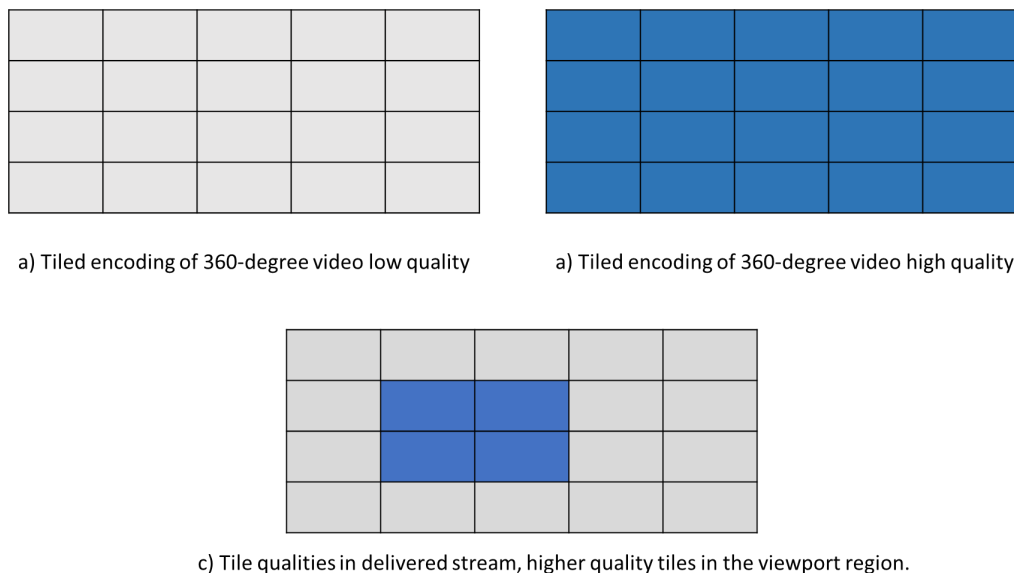 a) Tiled encoding of 360-degree video low quality
a) Tiled encoding of 360-degree video high quality
c) Tile qualities in delivered stream, higher quality tiles in the viewport region.